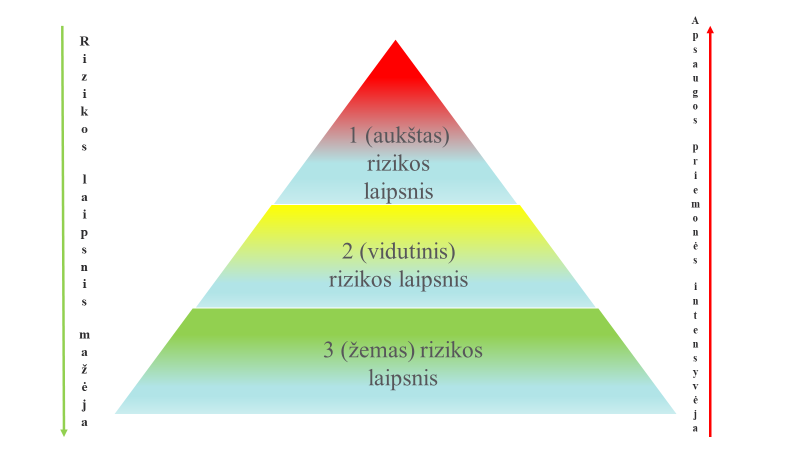 Rizikos laipsnis mažėja
1 (aukštas)
rizikos
laipsnis
2 (vidutinis)
rizikos laipsnis
3 (žemas) rizikos
laipsnis
Apsaugos priemonės intensyvėja